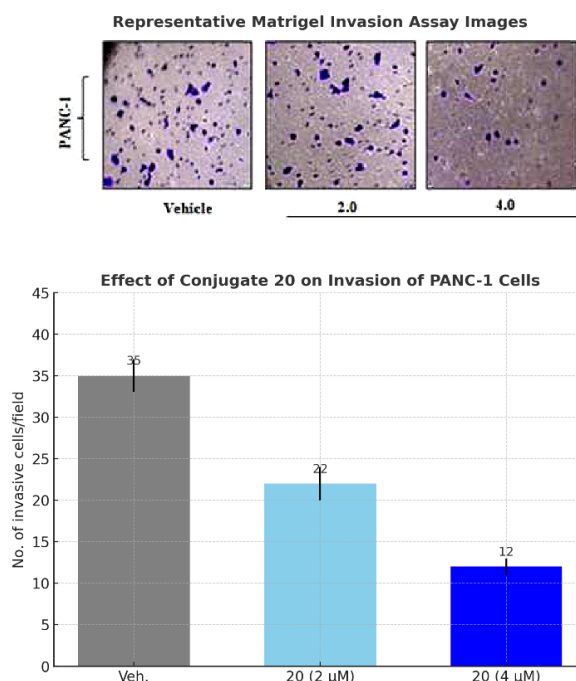 Representative Matrigel Invasion Assay Images
PANC-1
Vehicle 2.0 4.0
Effect of Conjugate 20 on Invasion of PANC-1 Cells
No. of invasive cells/field
45
40
35
30
25
20
15
10
5
0
35
22
12
Veh. 20 (2 μM) 20 (4 μM)